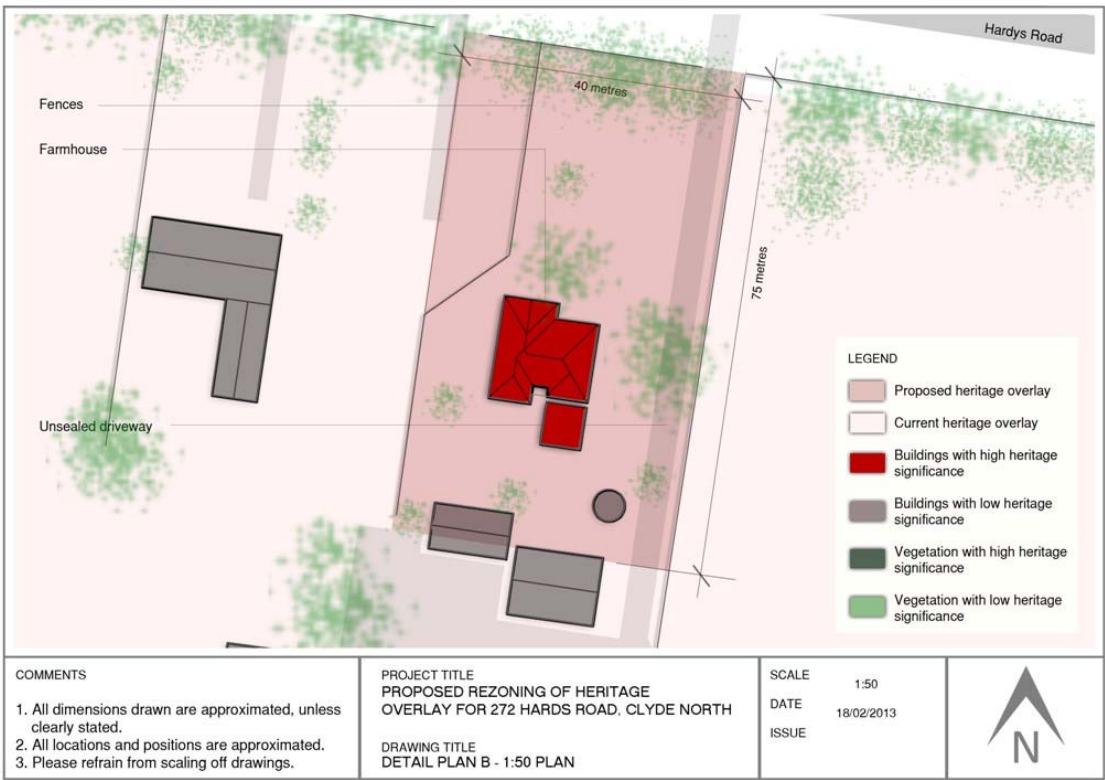 Hardys Road
Fences
40 metres
Farmhouse
75 metres
Unsealed driveway
LEGEND
Proposed heritage overlay
Current heritage overlay
Buildings with high heritage
significance
Buildings with low heritage
significance
Vegetation with high heritage
significance
Vegetation with low heritage
significance
COMMENTS
1. All dimensions drawn are approximated, unless
clearly stated.
2. All locations and positions are approximated.
3. Please refrain from scaling off drawings.
PROJECT TITLE
PROPOSED REZONING OF HERITAGE
OVERLAY FOR 272 HARDS ROAD, CLYDE NORTH
DRAWING TITLE
DETAIL PLAN B - 1:50 PLAN
SCALE 1:50
DATE 18/02/2013
ISSUE
N